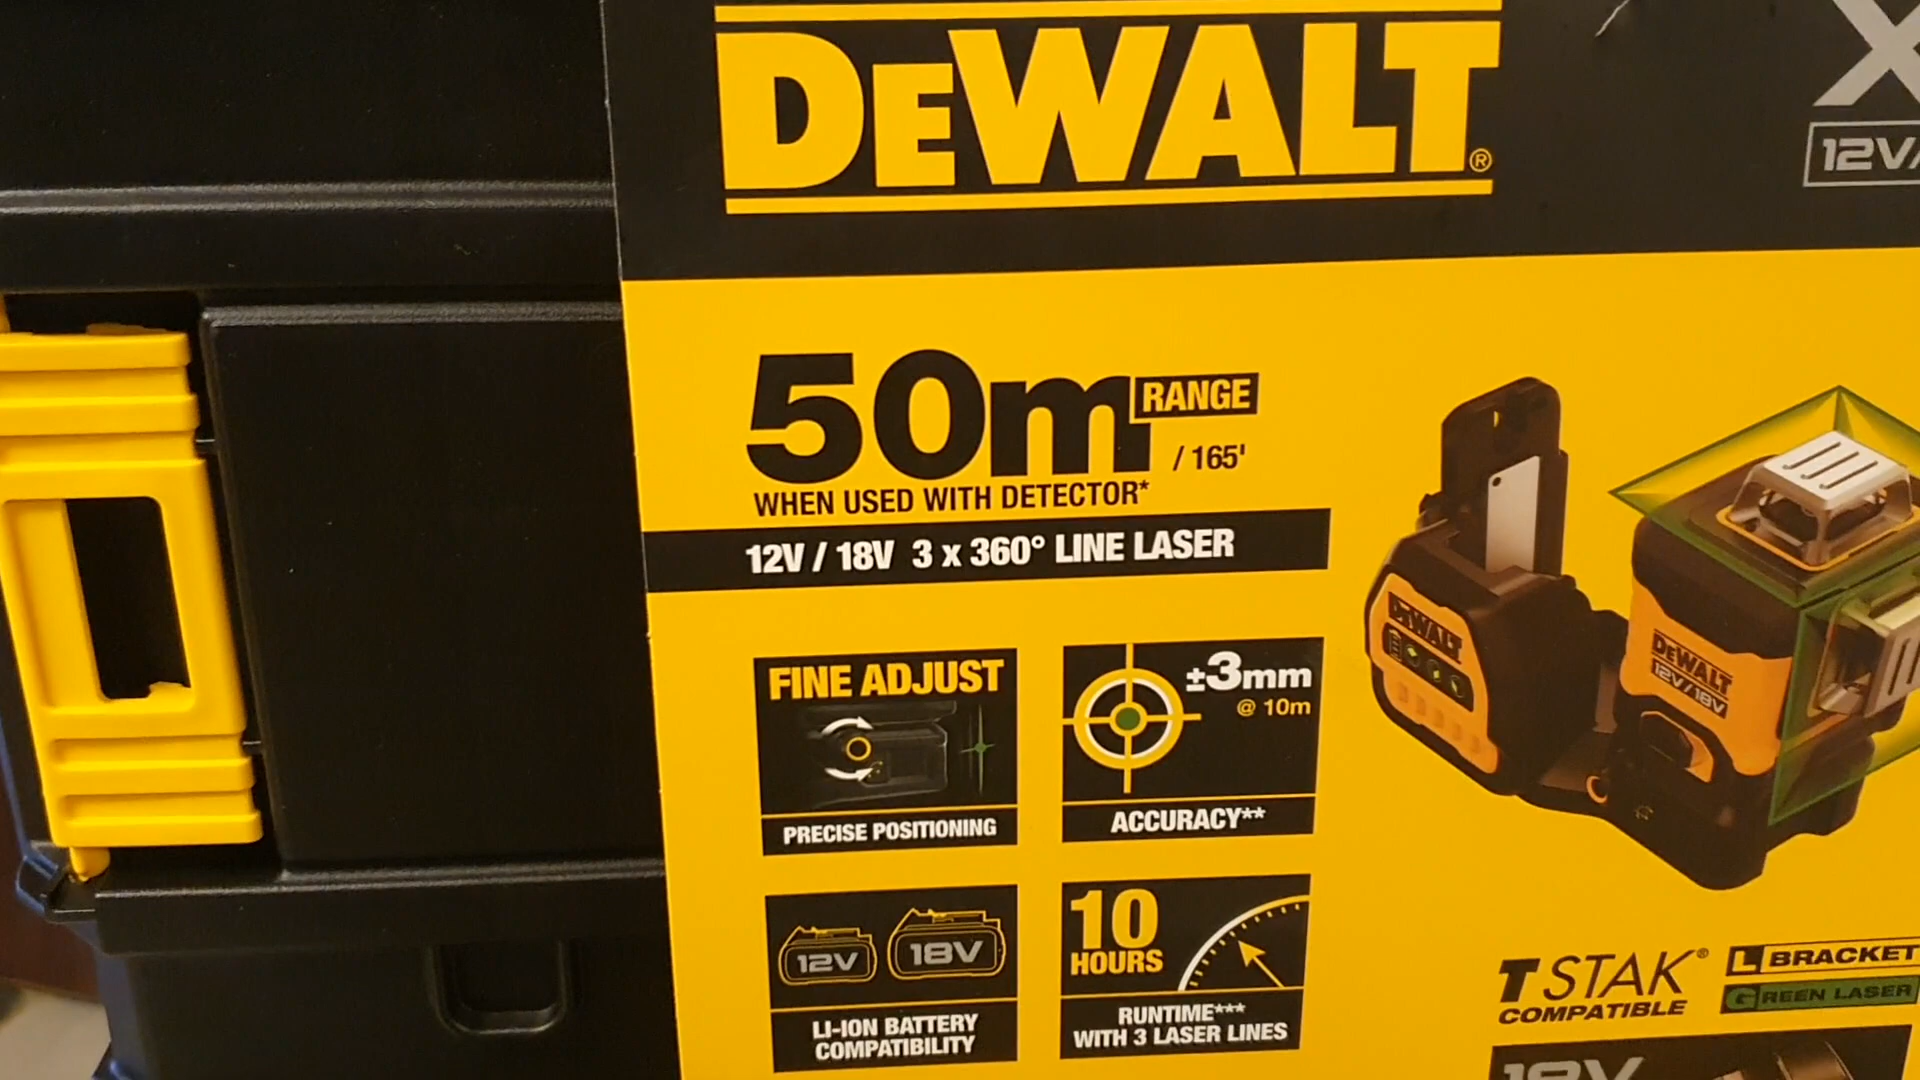 DEWALT®
X
12V/
50m RANGE
/ 165'
WHEN USED WITH DETECTOR*
12V / 18V 3 x 360° LINE LASER
FINE ADJUST
PRECISE POSITIONING
±3mm
@ 10m
ACCURACY**
DEWALT
DEWALT
12V/18V
12V
18V
LI-ION BATTERY
COMPATIBILITY
10
HOURS
RUNTIME***
WITH 3 LASER LINES
TSTAK®
COMPATIBLE
L BRACKET
GREEN LASER
18V